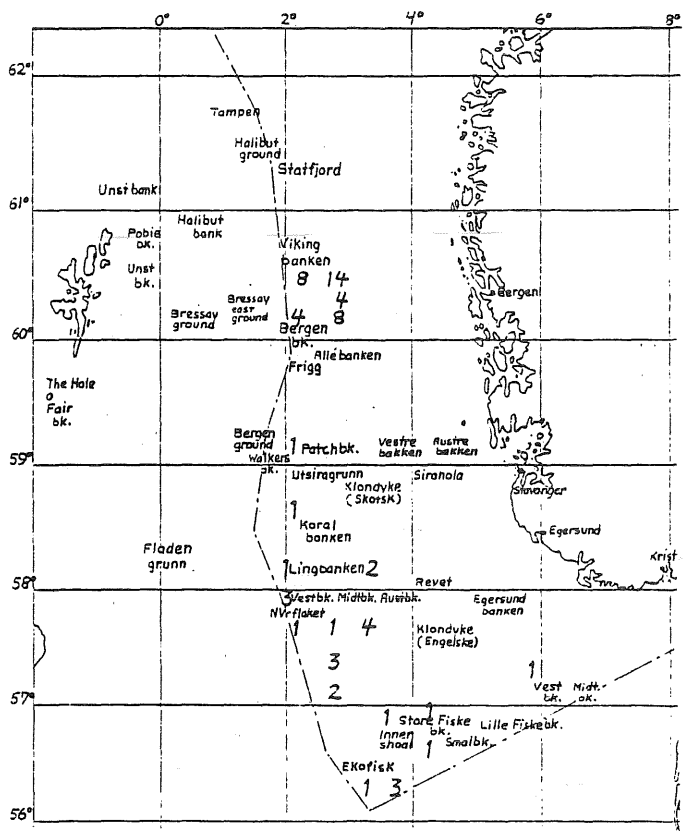 0° 2° 4° 6° 8°
62°
Tampen
Halibut
ground
Statfjord
Unst bank
61°
Halibut
bank
Pobie
bk.
Viking
banken
Unst
bk.
8 14
Bergen
4
Bressay
east
ground
Bressay
ground
4 8
Bergen
bk.
60°
Alle banken
Frigg
The Hole
o
Fair
bk.
Bergen
ground
1 Patchbk.
Vestre
bakken
Austre
bakken
Walkers
bk.
59°
Utsiragrunn
Siranola
Klondyke
(Skotsk)
Stavanger
1
Koral
banken
Egersund
Fladen
grunn
Krist
1 Lingbanken 2
Revet
58°
3 Vestbk. Midtbk. Austbk.
Egersund
banken
NVrflaket
1 1 4
Klondyke
(Engelske)
3
1
2
Vest Midt.
bk. bk.
57°
1 Store Fiske
bk.
1
Lille Fiskebk.
Inner
shoal
1 Smalbk.
Ekofisk
1 3
56°